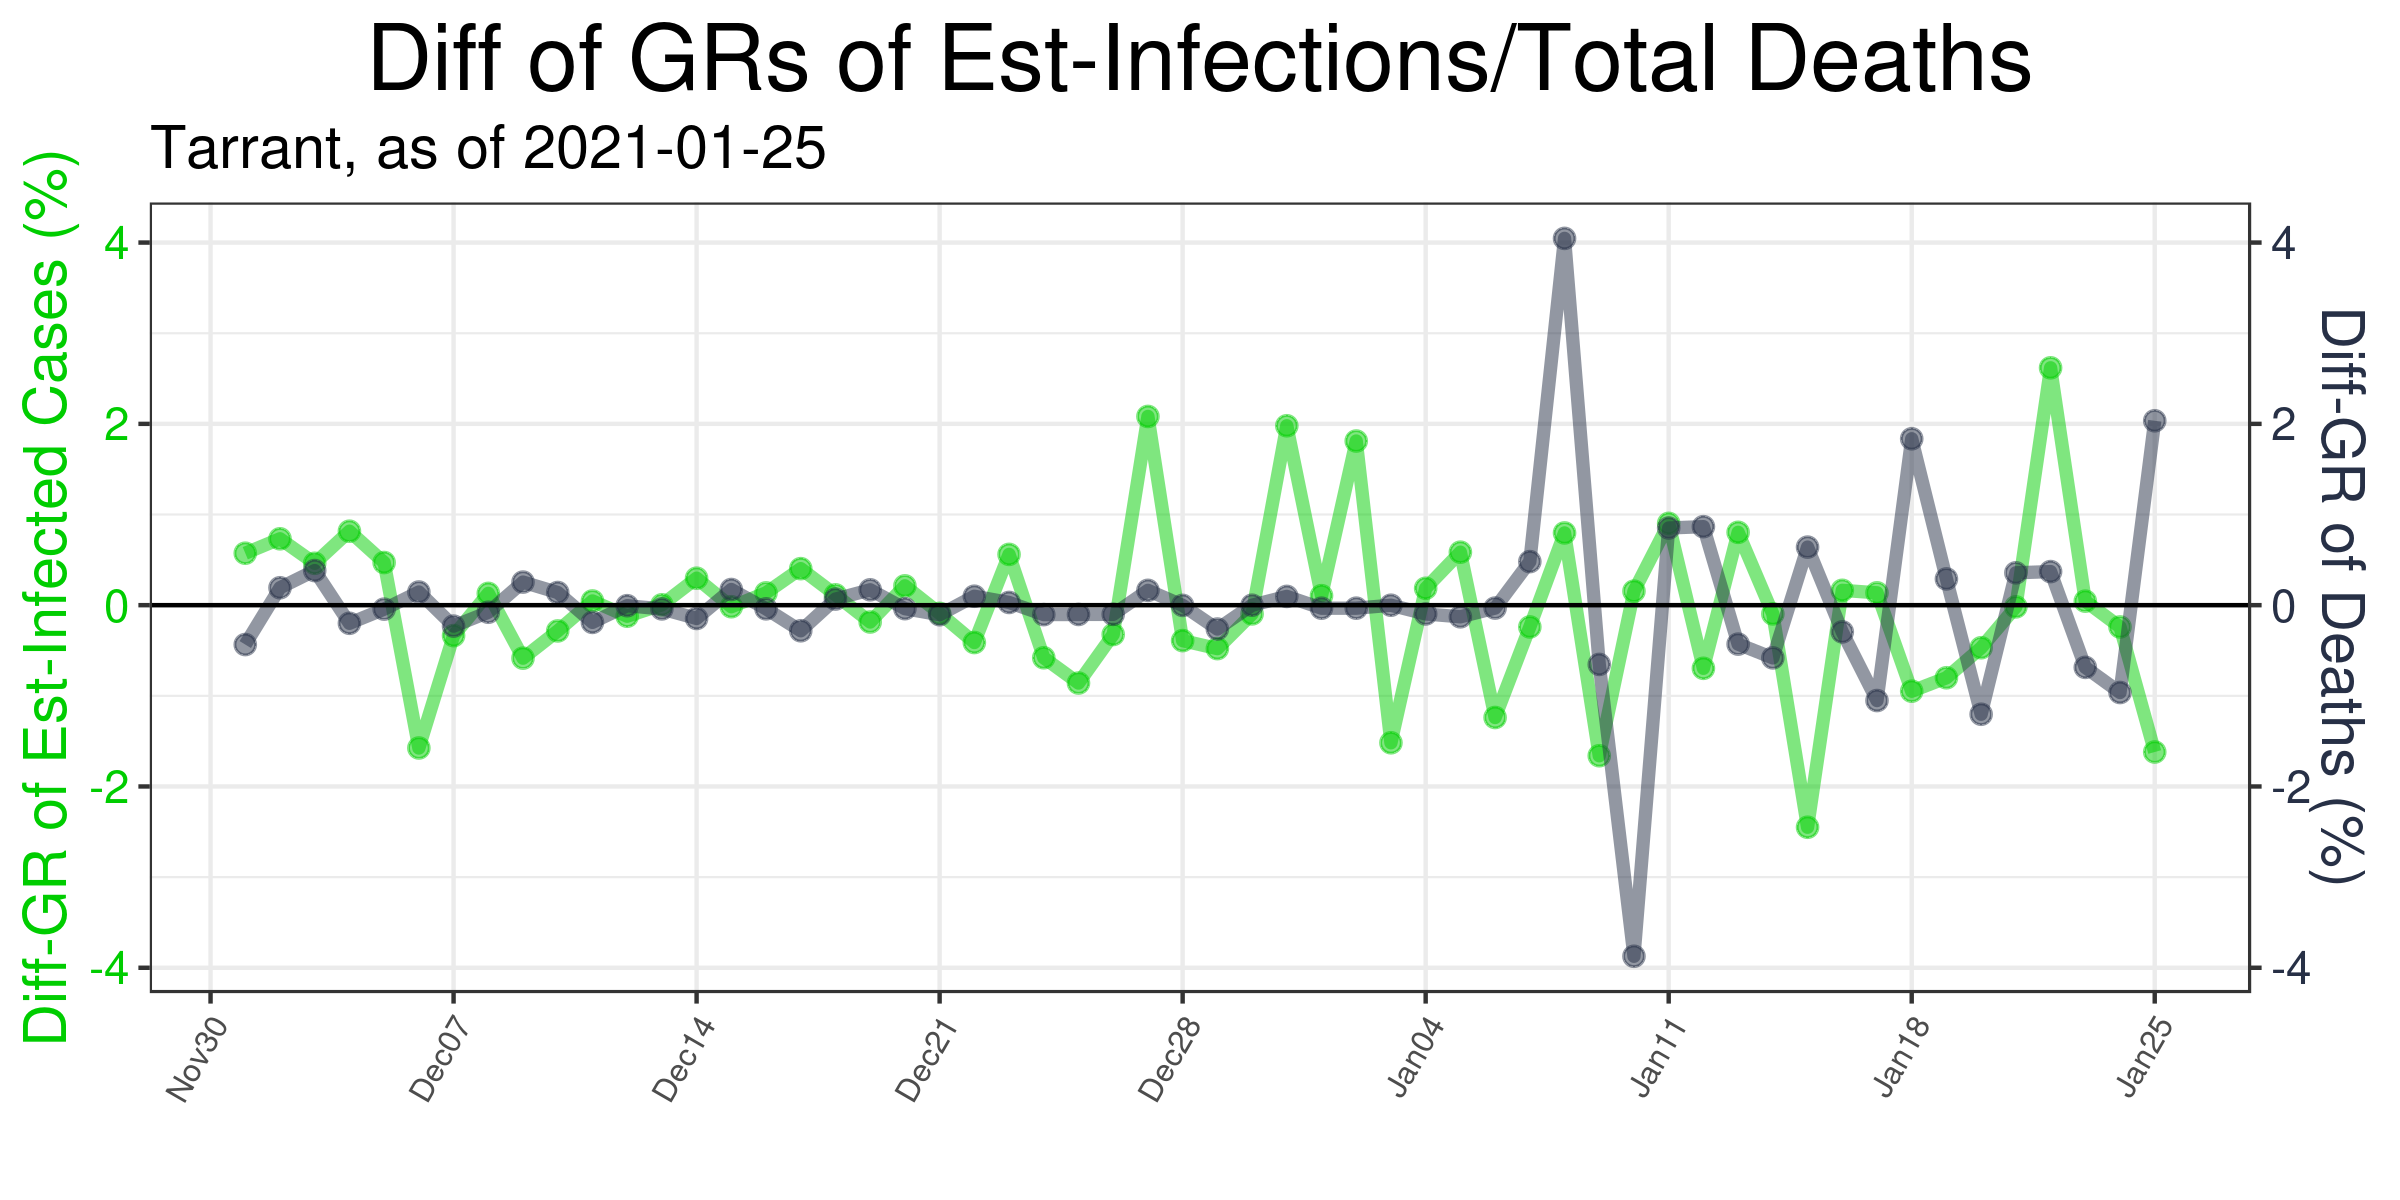 Diff of GRs of Est-Infections/Total Deaths
Tarrant, as of 2021-01-25
Diff-GR of Est-Infected Cases (%)
4
2
0
-2
-4
4
2
0
-2
-4
Diff-GR of Deaths (%)
Nov30
Dec07
Dec14
Dec21
Dec28
Jan04
Jan11
Jan18
Jan25